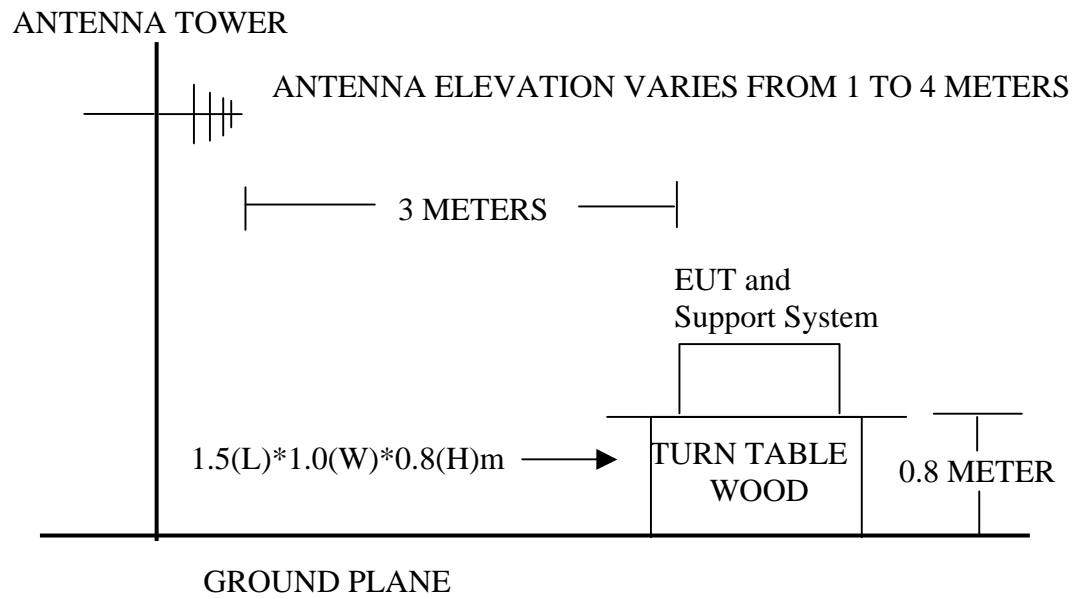 ANTENNA TOWER
ANTENNA ELEVATION VARIES FROM 1 TO 4 METERS
3 METERS
EUT and
Support System
1.5(L)*1.0(W)*0.8(H)m
TURN TABLE
WOOD
0.8 METER
GROUND PLANE